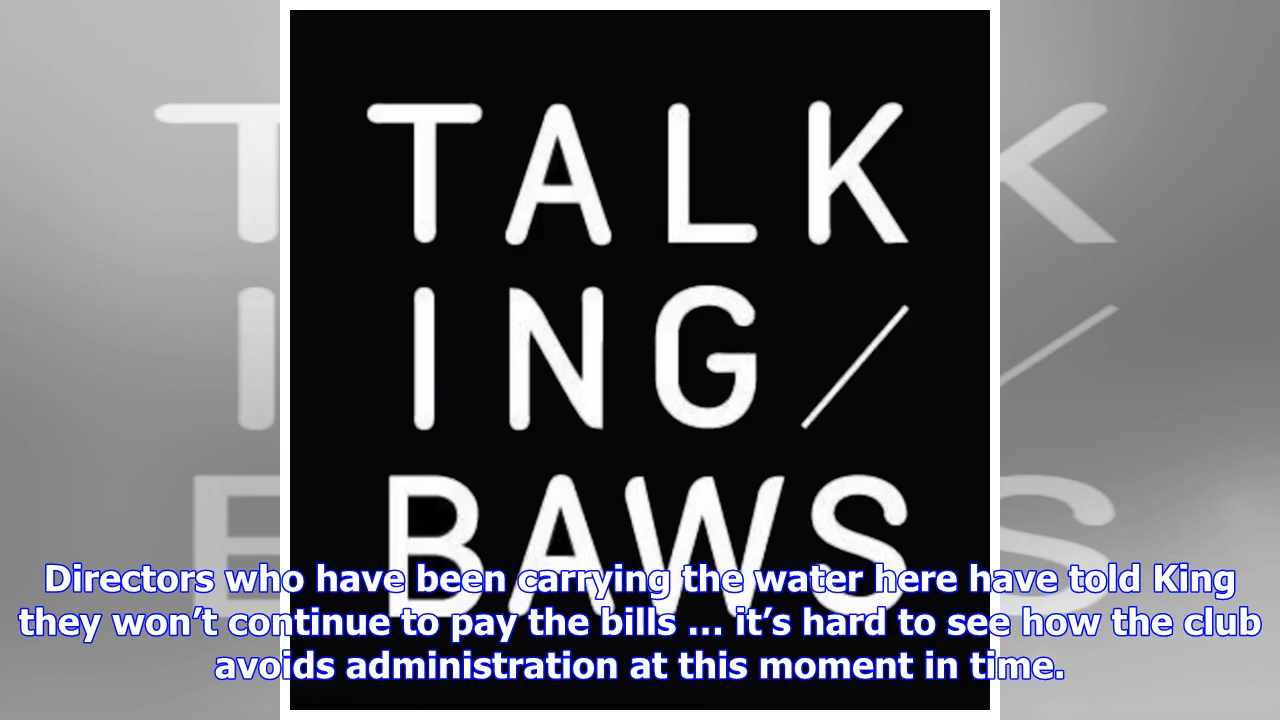 TALK
ING/
BAWS
Directors who have been carrying the water here have told King
they won’t continue to pay the bills ... it’s hard to see how the club
avoids administration at this moment in time.